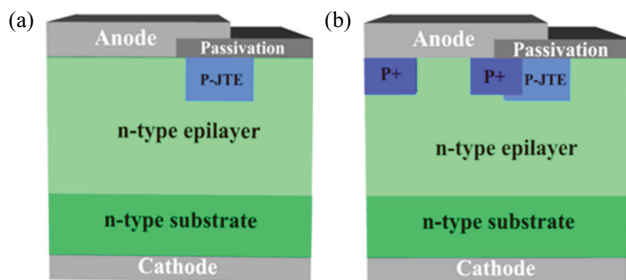 (a)
Anode
Passivation
P-JTE
n-type epilayer
n-type substrate
Cathode
(b)
Anode
Passivation
P+
P+
P-JTE
n-type epilayer
n-type substrate
Cathode